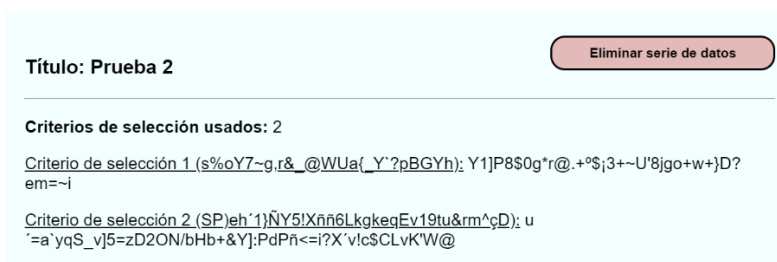 Eliminar serie de datos
Título: Prueba 2
Criterios de selección usados: 2
Criterio de selección 1 (s%oY7~g,r&_@WUa{_Y`?pBGYh): Y1]P8$0g*r@.+º$¡3+~U'8jgo+w+}D?
em=~i
Criterio de selección 2 (SP)eh´1}ÑY5!Xññ6LkgkeqEv19tu&rm^çD): u
´=a`yqS_v]5=zD2ON/bHb+&Y]:PdPñ<=i?X´v!c$CLvK'W@